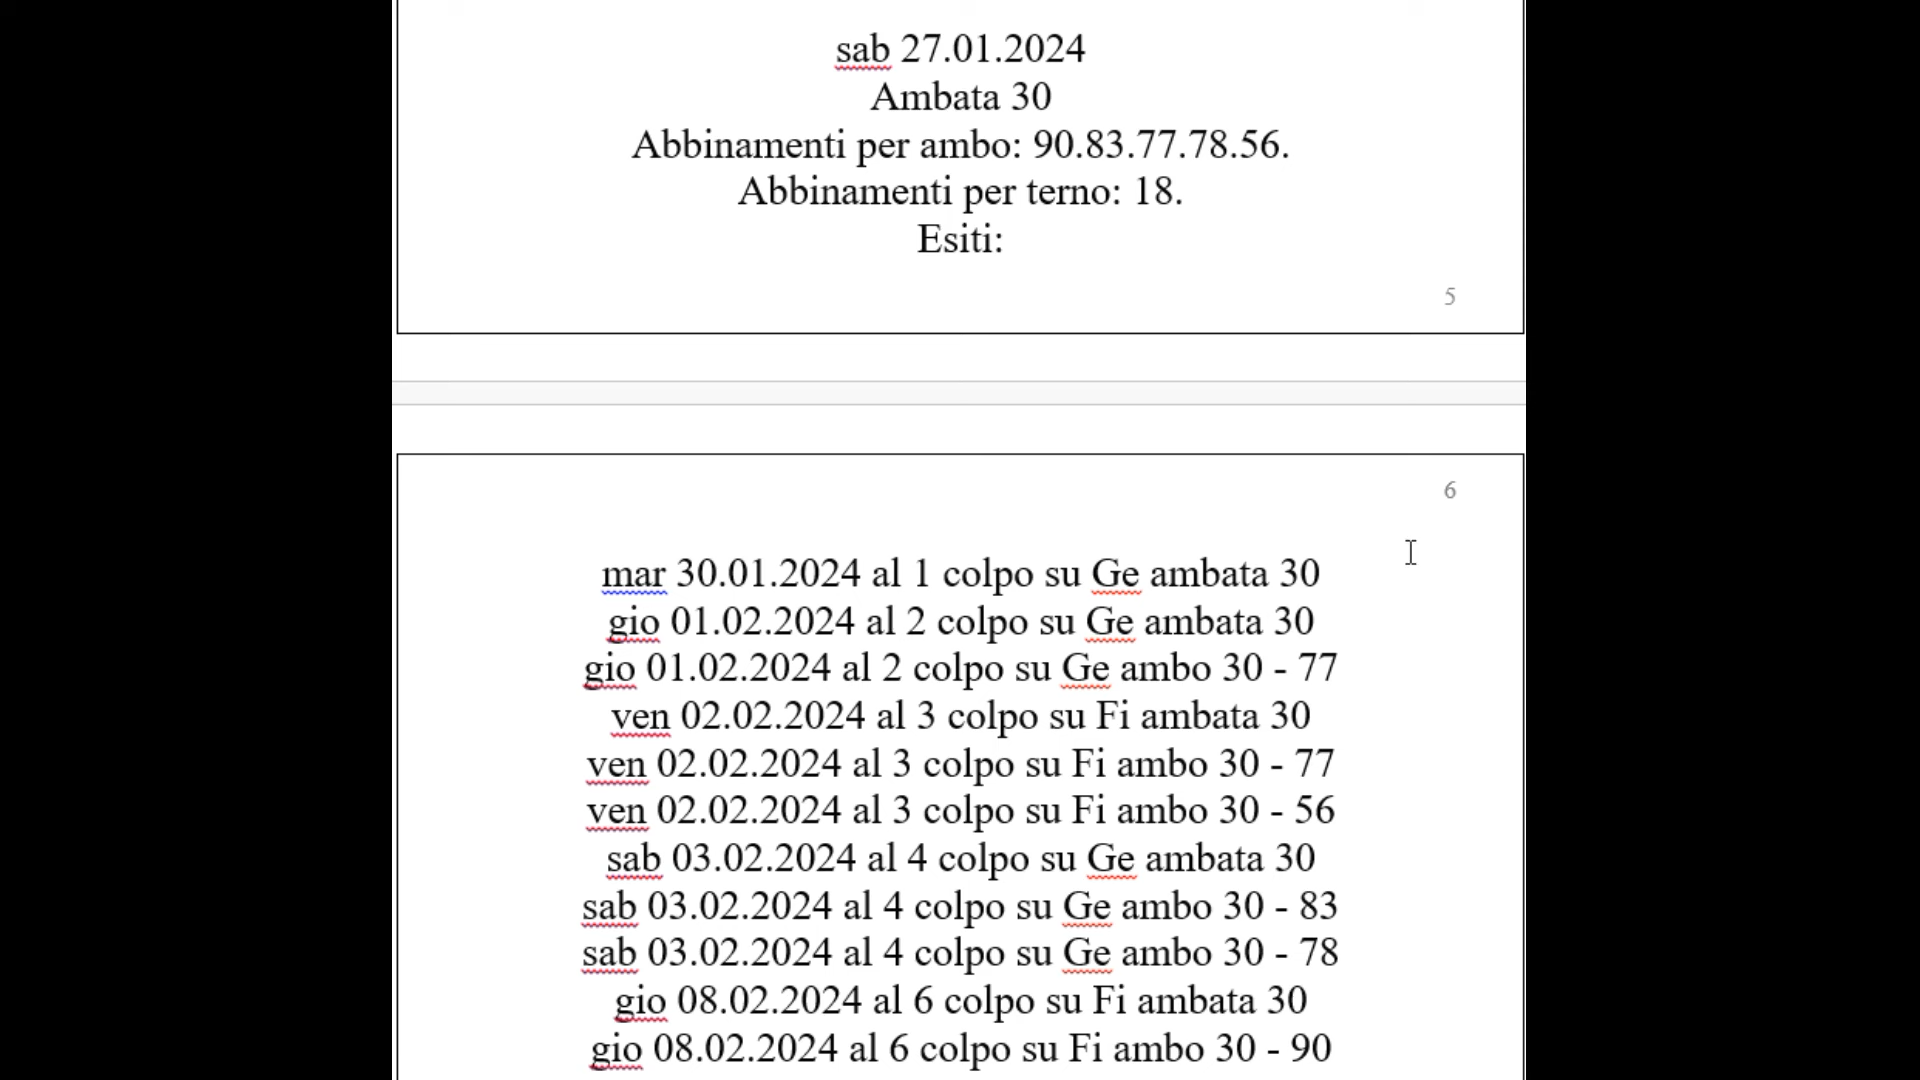 sab 27.01.2024
Ambata 30
Abbinamenti per ambo: 90.83.77.78.56.
Abbinamenti per terno: 18.
Esiti:
5
6
mar 30.01.2024 al 1 colpo su Ge ambata 30
gio 01.02.2024 al 2 colpo su Ge ambata 30
gio 01.02.2024 al 2 colpo su Ge ambo 30 - 77
ven 02.02.2024 al 3 colpo su Fi ambata 30
ven 02.02.2024 al 3 colpo su Fi ambo 30 - 77
ven 02.02.2024 al 3 colpo su Fi ambo 30 - 56
sab 03.02.2024 al 4 colpo su Ge ambata 30
sab 03.02.2024 al 4 colpo su Ge ambo 30 - 83
sab 03.02.2024 al 4 colpo su Ge ambo 30 - 78
gio 08.02.2024 al 6 colpo su Fi ambata 30
gio 08.02.2024 al 6 colpo su Fi ambo 30 - 90